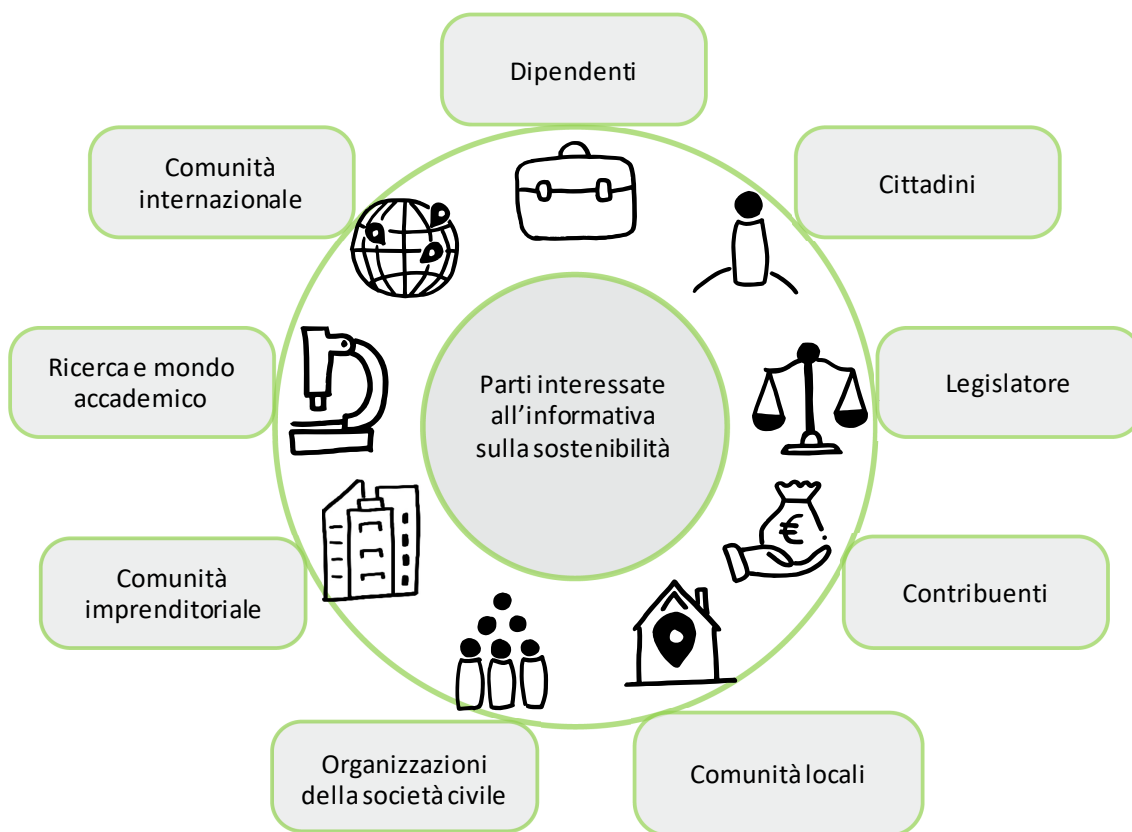 Dipendenti
Comunità
internazionale
Cittadini
Ricerca e mondo
accademico
Parti interessate
all'informativa
sulla sostenibilità
Legislatore
Comunità
imprenditoriale
€
Contribuenti
Organizzazioni
della società civile
Comunità locali